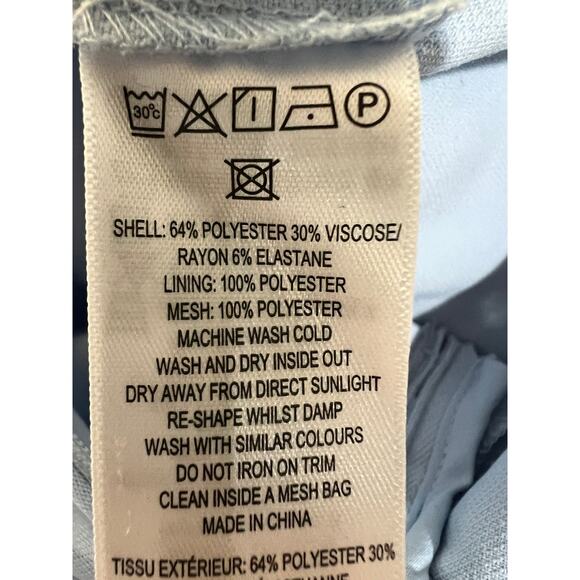 30°C P
SHELL: 64% POLYESTER 30% VISCOSE/
RAYON 6% ELASTANE
LINING: 100% POLYESTER
MESH: 100% POLYESTER
MACHINE WASH COLD
WASH AND DRY INSIDE OUT
DRY AWAY FROM DIRECT SUNLIGHT
RE-SHAPE WHILST DAMP
WASH WITH SIMILAR COLOURS
DO NOT IRON ON TRIM
CLEAN INSIDE A MESH BAG
MADE IN CHINA
TISSU EXTÉRIEUR: 64% POLYESTER 30%